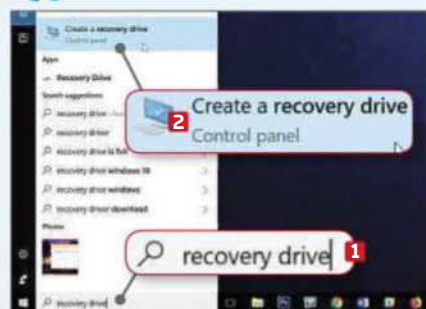 Create a recovery drive
Control panel
Apps
Recovery Drive
Search suggestions
recovery drive
recovery driver
recovery drive is full
recovery drive windows 10
recovery drive windows
recovery driver download
Photos
recovery drive
2
Create a recovery drive
Control panel
recovery drive
1